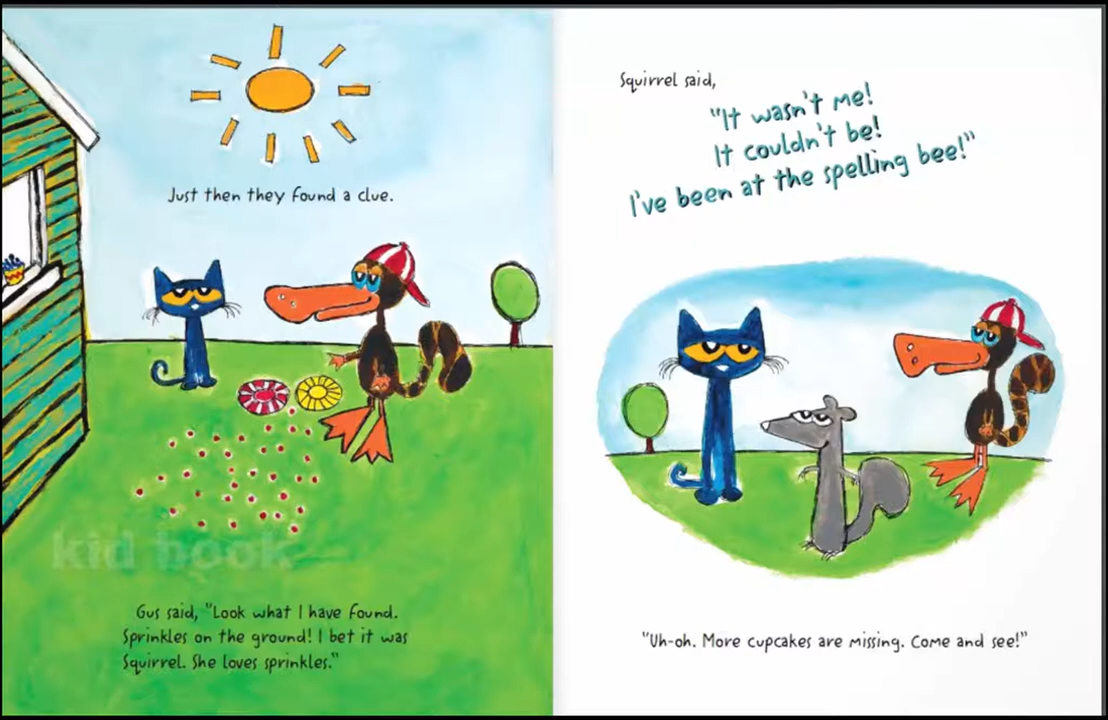 Just then they found a clue.
kid book
Gus said, "Look what I have found.
Sprinkles on the ground! I bet it was
Squirrel. She loves sprinkles."
Squirrel said,
"It wasn't me!
It couldn't be!
I've been at the spelling bee!"
"Uh-oh. More cupcakes are missing. Come and see!"